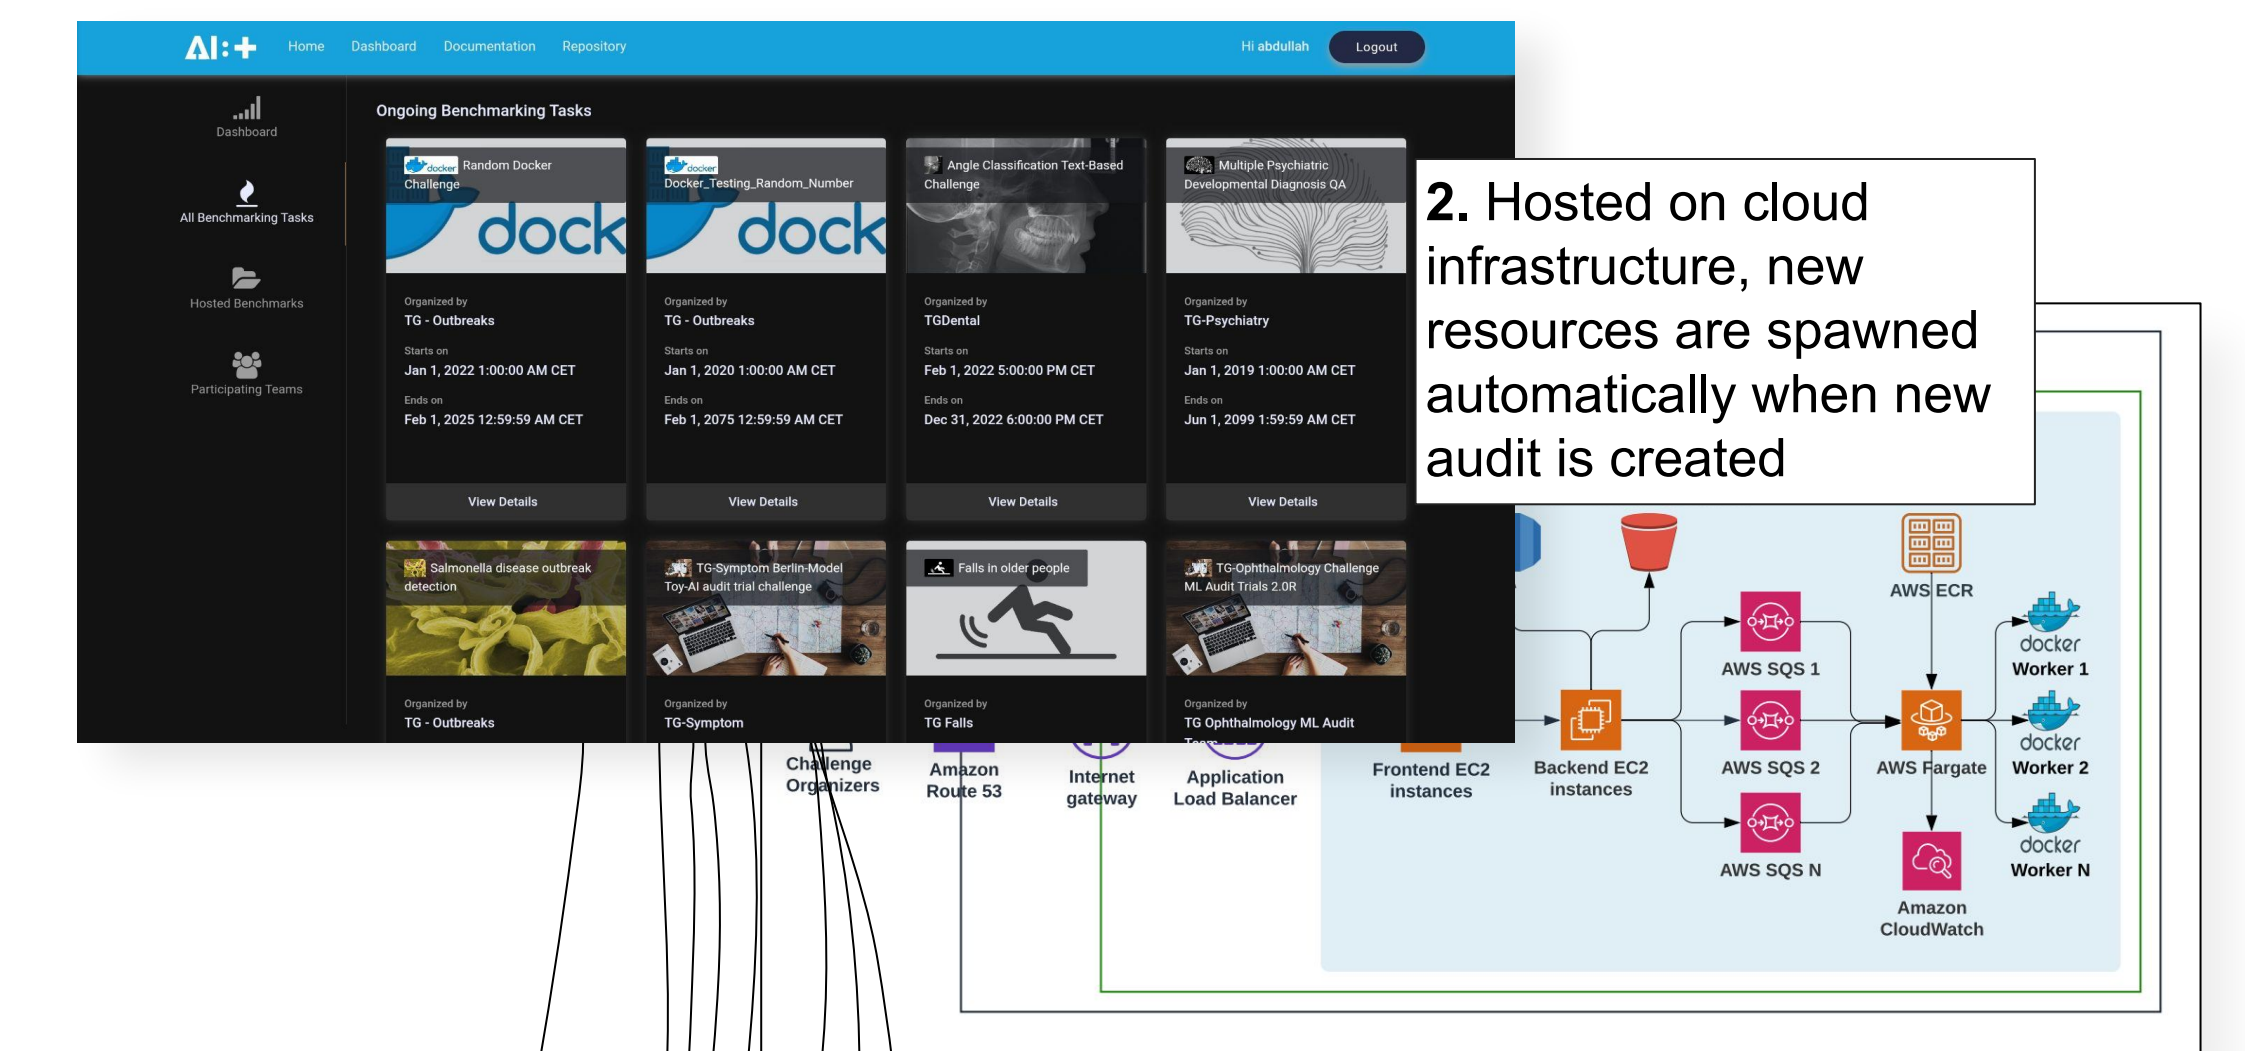 AI:+ Home Dashboard Documentation Repository Hi abdullah Logout
Dashboard
All Benchmarking Tasks
Hosted Benchmarks
Participating Teams
Ongoing Benchmarking Tasks
docker Random Docker
Challenge
dock
Organized by
TG - Outbreaks
Starts on
Jan 1, 2022 1:00:00 AM CET
Ends on
Feb 1, 2025 12:59:59 AM CET
View Details
docker
Docker_Testing_Random_Number
dock
Organized by
TG - Outbreaks
Starts on
Jan 1, 2020 1:00:00 AM CET
Ends on
Feb 1, 2075 12:59:59 AM CET
View Details
Angle Classification Text-Based
Challenge
Organized by
TGDental
Starts on
Feb 1, 2022 5:00:00 PM CET
Ends on
Dec 31, 2022 6:00:00 PM CET
View Details
Multiple Psychiatric
Developmental Diagnosis QA
Organized by
TG-Psychiatry
Starts on
Jan 1, 2019 1:00:00 AM CET
Ends on
Jun 1, 2099 1:59:59 AM CET
View Details
Salmonella disease outbreak
detection
Organized by
TG - Outbreaks
TG-Symptom Berlin-Model
Toy-AI audit trial challenge
Organized by
TG-Symptom
Falls in older people
Organized by
TG Falls
TG-Ophthalmology Challenge
ML Audit Trials 2.0R
Organized by
TG Ophthalmology ML Audit
2. Hosted on cloud
infrastructure, new
resources are spawned
automatically when new
audit is created
Challenge
Organizers
Amazon
Route 53
Internet
gateway
Application
Load Balancer
Frontend EC2
instances
Backend EC2
instances
AWS SQS 1
AWS SQS 2
AWS SQS N
AWS ECR
AWS Fargate
Amazon
CloudWatch
docker
Worker 1
docker
Worker 2
docker
Worker N